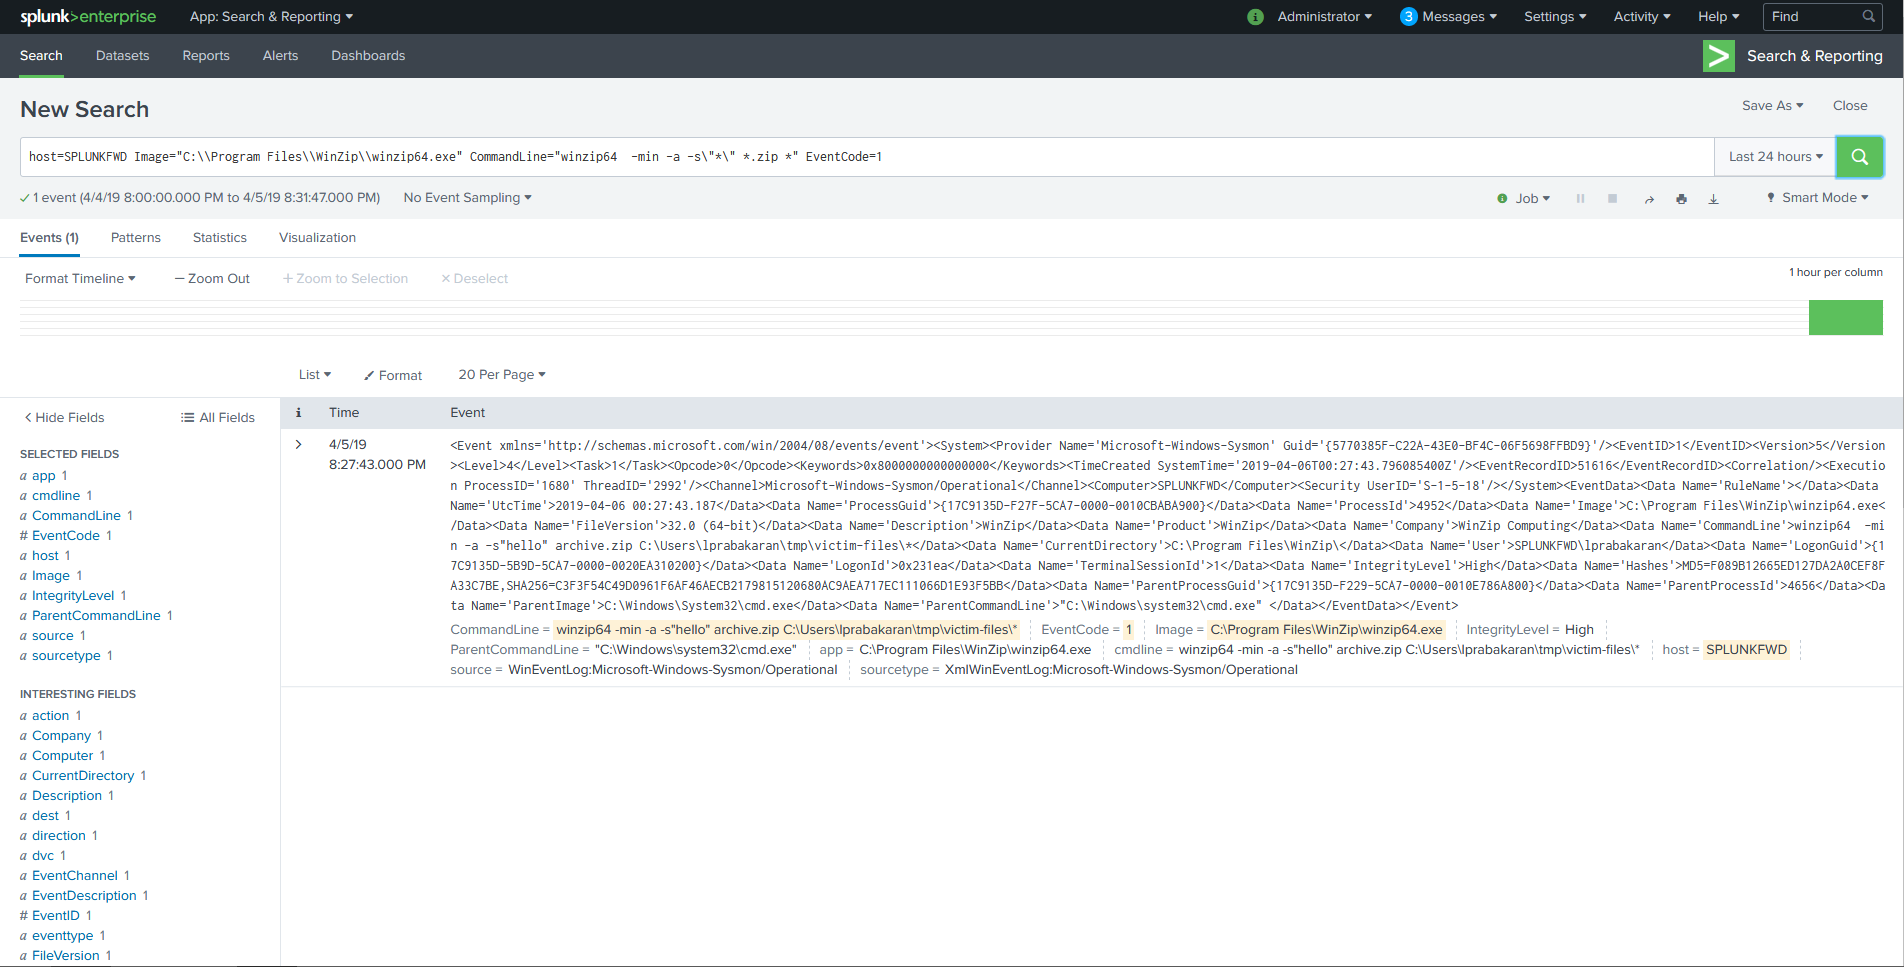 splunk>enterprise App: Search & Reporting ▾ i Administrator ▾ 3 Messages ▾ Settings ▾ Activity ▾ Help ▾ Find
Search Datasets Reports Alerts Dashboards Search & Reporting
New Search
Save As ▾ Close
host=SPLUNKFWD Image="C:\\Program Files\\WinZip\\winzip64.exe" CommandLine="winzip64  -min -a -s\"*\" *.zip *" EventCode=1
Last 24 hours ▾
✓ 1 event (4/4/19 8:00:00.000 PM to 4/5/19 8:31:47.000 PM) No Event Sampling ▾
Job ▾ Smart Mode ▾
Events (1) Patterns Statistics Visualization
Format Timeline ▾ — Zoom Out + Zoom to Selection × Deselect
1 hour per column
List ▾ Format 20 Per Page ▾
< Hide Fields All Fields
i Time Event
SELECTED FIELDS
a app 1
a cmdline 1
a CommandLine 1
# EventCode 1
a host 1
a Image 1
a IntegrityLevel 1
a ParentCommandLine 1
a source 1
a sourcetype 1
INTERESTING FIELDS
a action 1
a Company 1
a Computer 1
a CurrentDirectory 1
a Description 1
a dest 1
a direction 1
a dvc 1
a EventChannel 1
a EventDescription 1
# EventID 1
a eventtype 1
a FileVersion 1
> 4/5/19
8:27:43.000 PM
<Event xmlns='http://schemas.microsoft.com/win/2004/08/events/event'><System><Provider Name='Microsoft-Windows-Sysmon' Guid='{5770385F-C22A-43E0-BF4C-06F5698FFBD9}'/><EventID>1</EventID><Version>5</Version
><Level>4</Level><Task>1</Task><Opcode>0</Opcode><Keywords>0x8000000000000000</Keywords><TimeCreated SystemTime='2019-04-06T00:27:43.796085400Z'/><EventRecordID>51616</EventRecordID><Correlation/><Executio
n ProcessID='1680' ThreadID='2992'/><Channel>Microsoft-Windows-Sysmon/Operational</Channel><Computer>SPLUNKFWD</Computer><Security UserID='S-1-5-18'/></System><EventData><Data Name='RuleName'></Data><Data
Name='UtcTime'>2019-04-06 00:27:43.187</Data><Data Name='ProcessGuid'>{17C9135D-F27F-5CA7-0000-0010CBABA900}</Data><Data Name='ProcessId'>4952</Data><Data Name='Image'>C:\Program Files\WinZip\winzip64.exe<
/Data><Data Name='FileVersion'>32.0 (64-bit)</Data><Data Name='Description'>WinZip</Data><Data Name='Product'>WinZip</Data><Data Name='Company'>WinZip Computing</Data><Data Name='CommandLine'>winzip64  -mi
n -a -s"hello" archive.zip C:\Users\lprabakaran\tmp\victim-files\*</Data><Data Name='CurrentDirectory'>C:\Program Files\WinZip\</Data><Data Name='User'>SPLUNKFWD\lprabakaran</Data><Data Name='LogonGuid'>{1
7C9135D-5B9D-5CA7-0000-0020EA310200}</Data><Data Name='LogonId'>0x231ea</Data><Data Name='TerminalSessionId'>1</Data><Data Name='IntegrityLevel'>High</Data><Data Name='Hashes'>MD5=F089B12665ED127DA2A0CEF8F
A33C7BE,SHA256=C3F3F54C49D0961F6AF46AECB2179815120680AC9AEA717EC111066D1E93F5BB</Data><Data Name='ParentProcessGuid'>{17C9135D-F229-5CA7-0000-0010E786A800}</Data><Data Name='ParentProcessId'>4656</Data><Da
ta Name='ParentImage'>C:\Windows\System32\cmd.exe</Data><Data Name='ParentCommandLine'>"C:\Windows\system32\cmd.exe" </Data></EventData></Event>
CommandLine = winzip64 -min -a -s"hello" archive.zip C:\Users\lprabakaran\tmp\victim-files\* EventCode = 1 Image = C:\Program Files\WinZip\winzip64.exe IntegrityLevel = High
ParentCommandLine = "C:\Windows\system32\cmd.exe" app = C:\Program Files\WinZip\winzip64.exe cmdline = winzip64 -min -a -s"hello" archive.zip C:\Users\lprabakaran\tmp\victim-files\* host = SPLUNKFWD
source = WinEventLog:Microsoft-Windows-Sysmon/Operational sourcetype = XmlWinEventLog:Microsoft-Windows-Sysmon/Operational